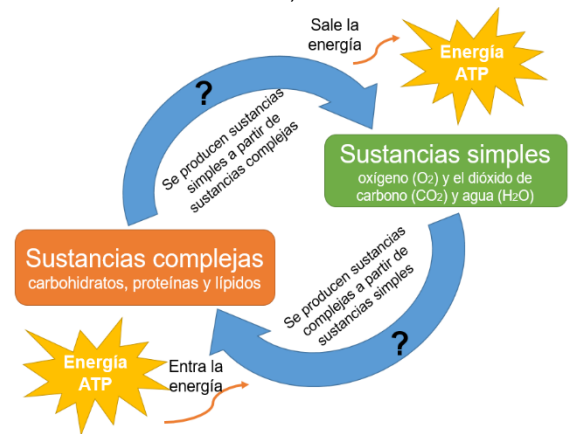 Sale la
energía
Energía
ATP
?
Se producen sustancias
simples a partir de
sustancias complejas
Sustancias simples
oxígeno (O2) y el dióxido de
carbono (CO2) y agua (H2O)
Sustancias complejas
carbohidratos, proteínas y lípidos
Se producen sustancias
complejas a partir de
sustancias simples
?
Energía
ATP
Entra la
energía